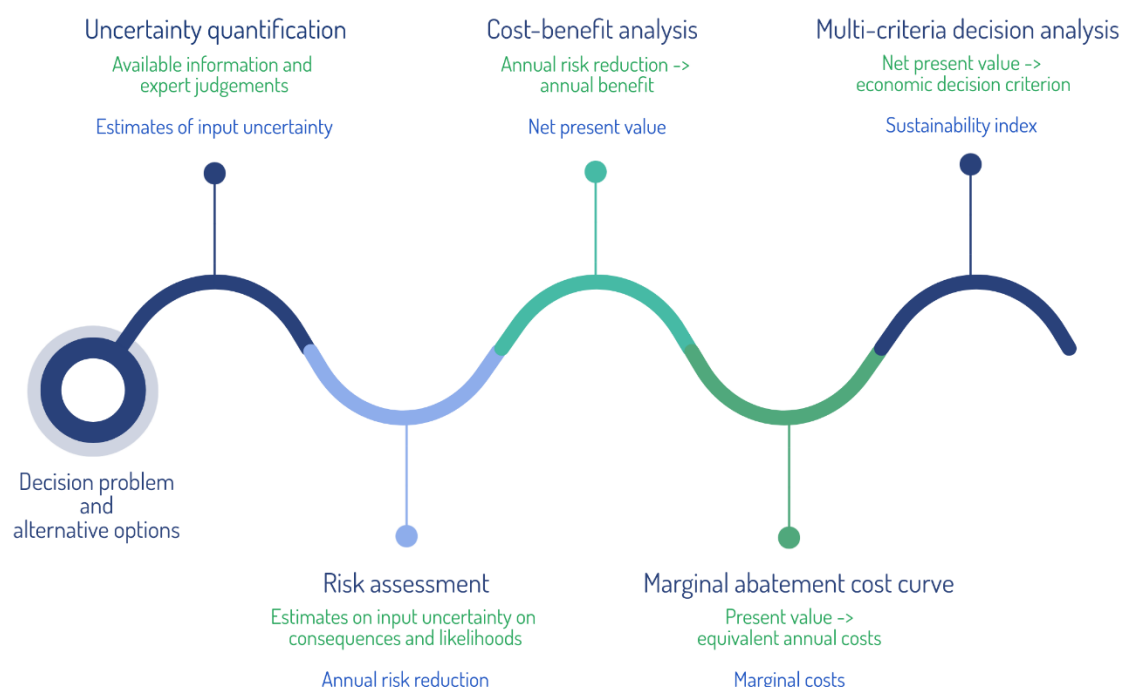 Uncertainty quantification
Available information and
expert judgements
Estimates of input uncertainty
Cost-benefit analysis
Annual risk reduction ->
annual benefit
Net present value
Multi-criteria decision analysis
Net present value ->
economic decision criterion
Sustainability index
Decision problem
and
alternative options
Risk assessment
Estimates on input uncertainty on
consequences and likelihoods
Annual risk reduction
Marginal abatement cost curve
Present value ->
equivalent annual costs
Marginal costs